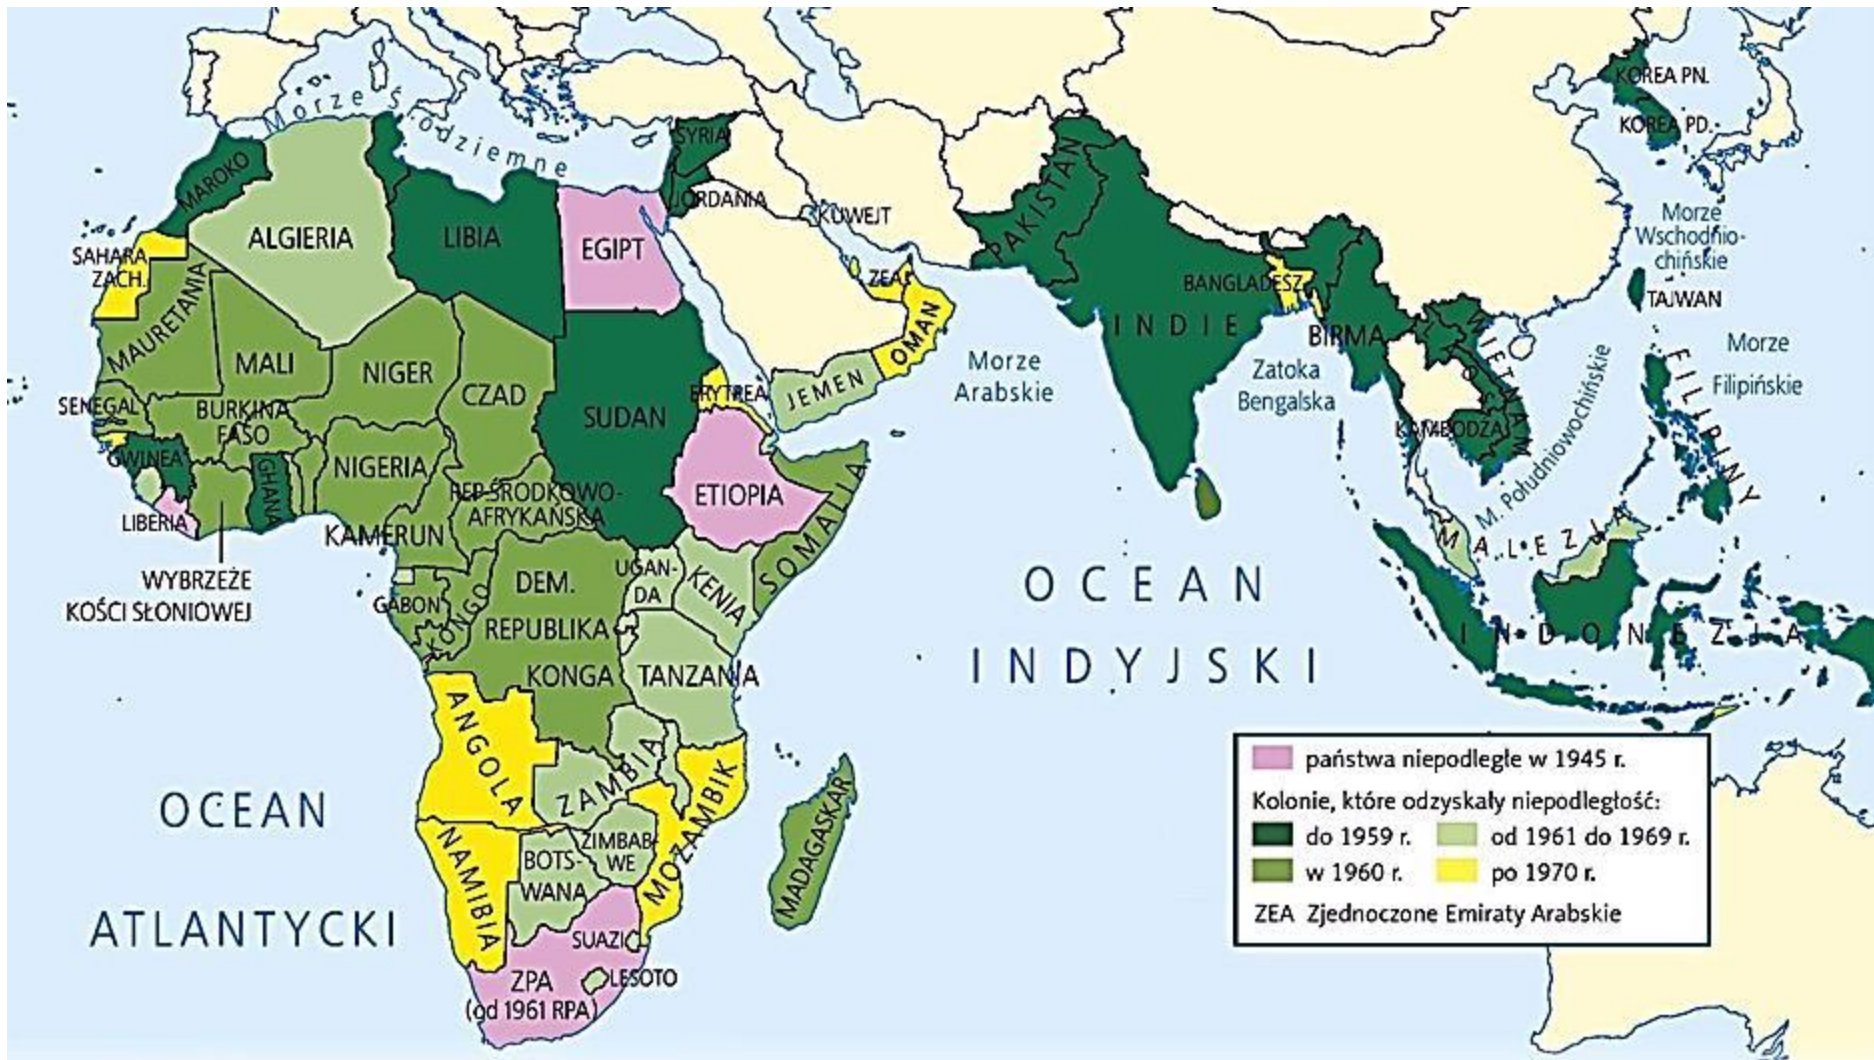 KOREA PN.
KOREA PD.
Morze Śródziemne
SYRIA
MAROKO
JORDANIA
KUWEJT
PAKISTAN
Morze
Wschodnio-
chińskie
ALGIERIA
LIBIA
EGIPT
SAHARA
ZACH.
ZEA
BANGLADESZ
TAJWAN
MAURETANIA
OMAN
INDIE
BIRMA
WIETNAM
MALI
NIGER
CZAD
Morze
Arabskie
Zatoka
Bengalska
Morze
Filipińskie
FILIPINY
SENEGAL
BURKINA
FASO
SUDAN
ERYTREA
JEMEN
KAMBODŻA
M. Południowochińskie
GWINEA
GHANA
NIGERIA
REP. ŚRODKOWO-
AFRYKAŃSKA
ETIOPIA
SOMALIA
LIBERIA
KAMERUN
MALEZJA
WYBRZEŻE
KOŚCI SŁONIOWEJ
GABON
KONGO
DEM.
REPUBLIKA
KONGA
UGAN-
DA
KENIA
OCEAN
INDYJSKI
INDONEZJA
TANZANIA
ANGOLA
ZAMBIA
MOZAMBIK
OCEAN
ATLANTYCKI
NAMIBIA
BOTS-
WANA
ZIMBAB-
WE
MADAGASKAR
SUAZI
LESOTO
ZPA
(od 1961 RPA)
państwa niepodległe w 1945 r.
Kolonie, które odzyskały niepodległość:
do 1959 r.
od 1961 do 1969 r.
w 1960 r.
po 1970 r.
ZEA Zjednoczone Emiraty Arabskie